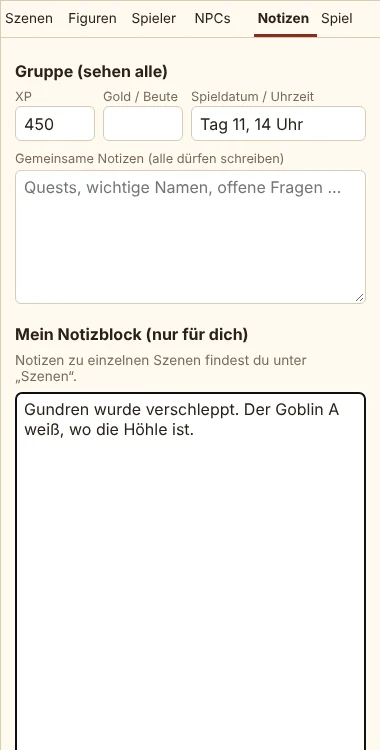 Szenen Figuren Spieler NPCs Notizen Spiel
Gruppe (sehen alle)
XP Gold / Beute Spieldatum / Uhrzeit
450 Tag 11, 14 Uhr
Gemeinsame Notizen (alle dürfen schreiben)
Quests, wichtige Namen, offene Fragen ...
Mein Notizblock (nur für dich)
Notizen zu einzelnen Szenen findest du unter
„Szenen“.
Gundren wurde verschleppt. Der Goblin A
weiß, wo die Höhle ist.